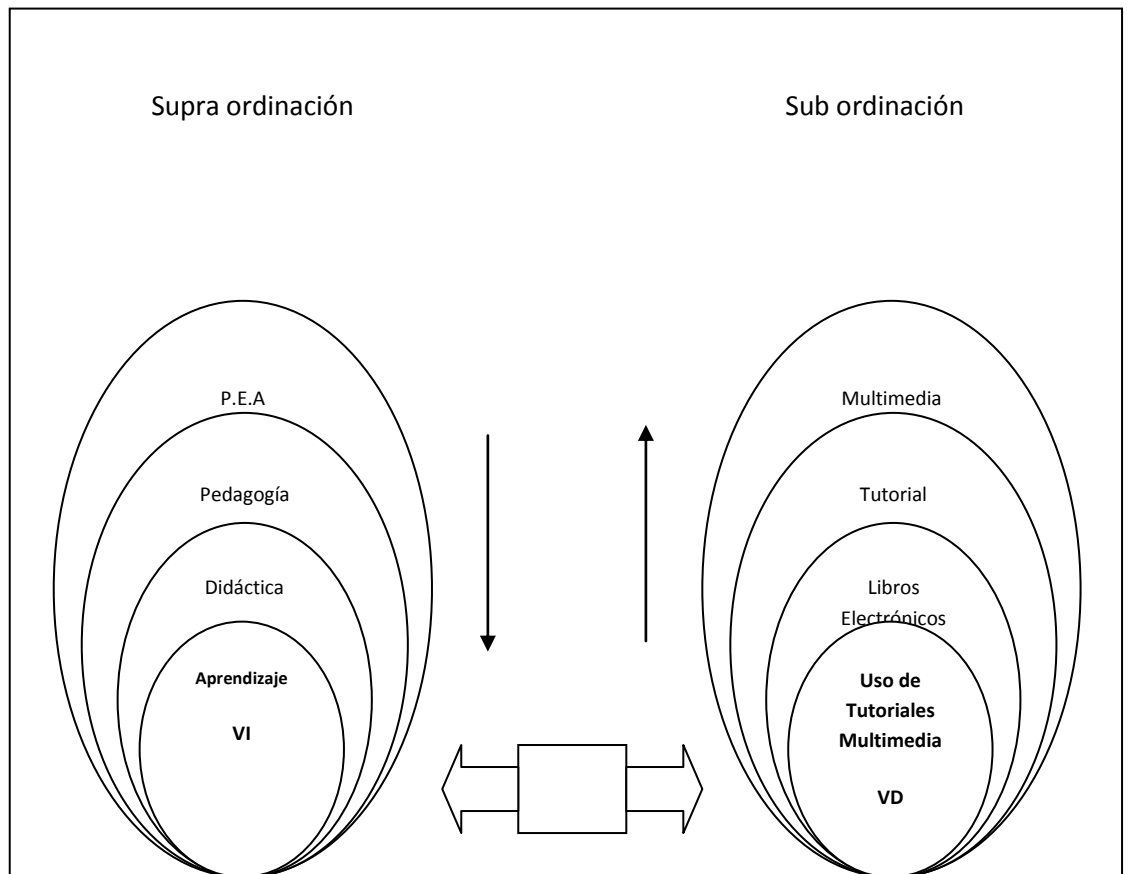 Supra ordinación
Sub ordinación
P.E.A
Pedagogía
Didáctica
Aprendizaje
VI
Multimedia
Tutorial
Libros
Electrónicos
Uso de
Tutoriales
Multimedia
VD